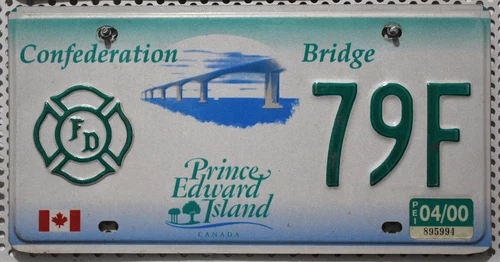 Confederation Bridge
FD
79F
Prince
Edward
Island
CANADA
PEI 04/00
895994